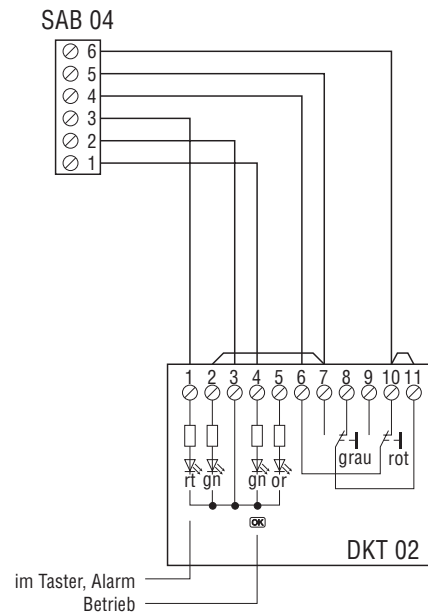 SAB 04
6
5
4
3
2
1
1 2 3 4 5 6 7 8 9 10 11
rt gn gn or grau rot
OK
DKT 02
im Taster, Alarm
Betrieb